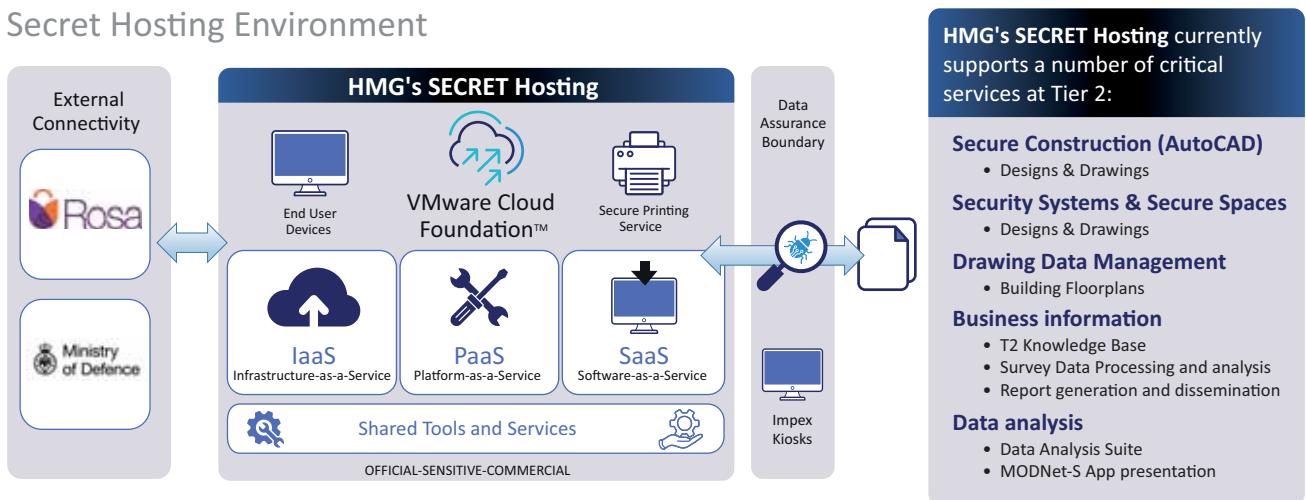 Secret Hosting Environment
External
Connectivity
Rosa
Ministry
of Defence
HMG's SECRET Hosting
End User
Devices
VMware Cloud
Foundation™
Secure Printing
Service
IaaS
Infrastructure-as-a-Service
PaaS
Platform-as-a-Service
SaaS
Software-as-a-Service
Shared Tools and Services
OFFICIAL-SENSITIVE-COMMERCIAL
Data
Assurance
Boundary
Impex
Kiosks
HMG's SECRET Hosting currently
supports a number of critical
services at Tier 2:
Secure Construction (AutoCAD)
• Designs & Drawings
Security Systems & Secure Spaces
• Designs & Drawings
Drawing Data Management
• Building Floorplans
Business information
• T2 Knowledge Base
• Survey Data Processing and analysis
• Report generation and dissemination
Data analysis
• Data Analysis Suite
• MODNet-S App presentation